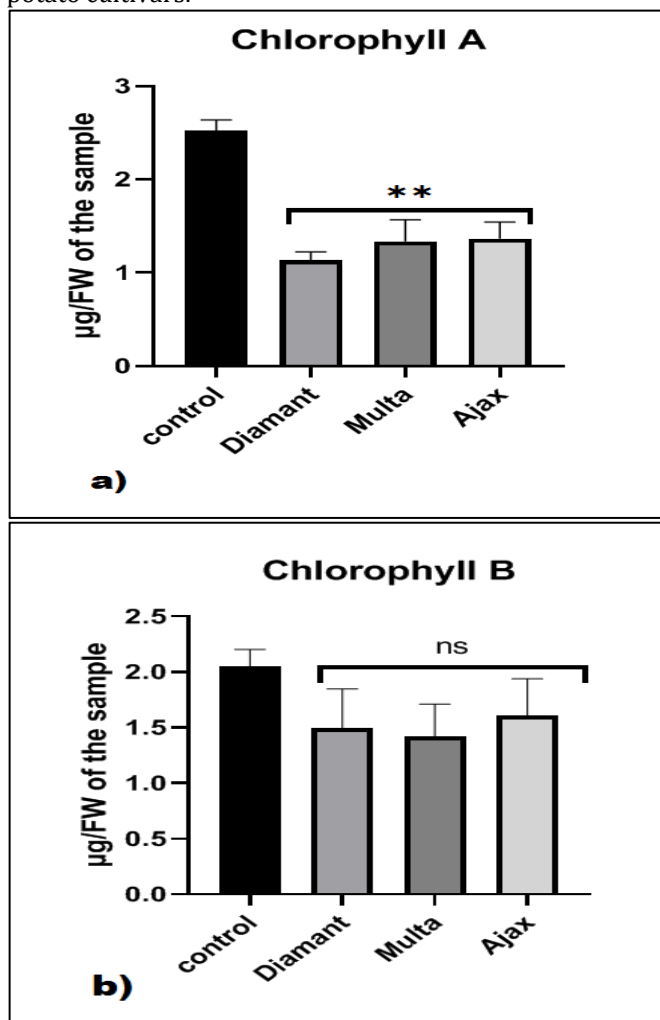 potato cultivars.
Chlorophyll A
µg/FW of the sample
3
2
1
0
**
control
Diamant
Multa
Ajax
a)
Chlorophyll B
µg/FW of the sample
2.5
2.0
1.5
1.0
0.5
0.0
ns
control
Diamant
Multa
Ajax
b)